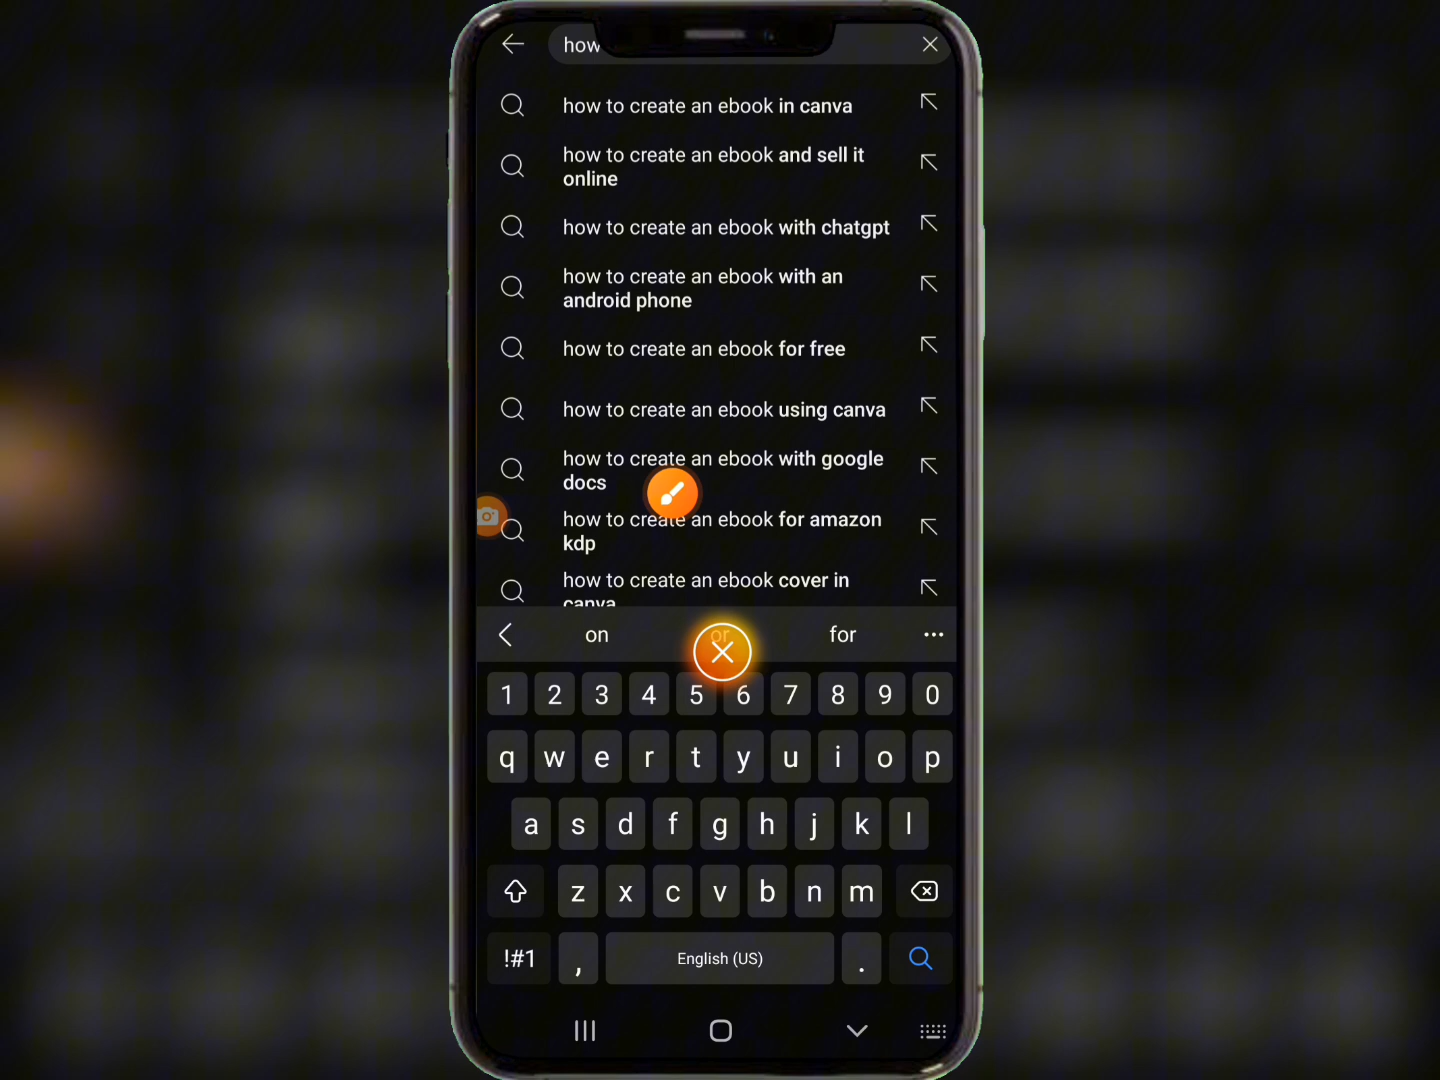 how
how to create an ebook in canva
how to create an ebook and sell it
online
how to create an ebook with chatgpt
how to create an ebook with an
android phone
how to create an ebook for free
how to create an ebook using canva
how to create an ebook with google
docs
how to create an ebook for amazon
kdp
how to create an ebook cover in
canva
on or for
1 2 3 4 5 6 7 8 9 0
q w e r t y u i o p
a s d f g h j k l
z x c v b n m
!#1 , English (US) .